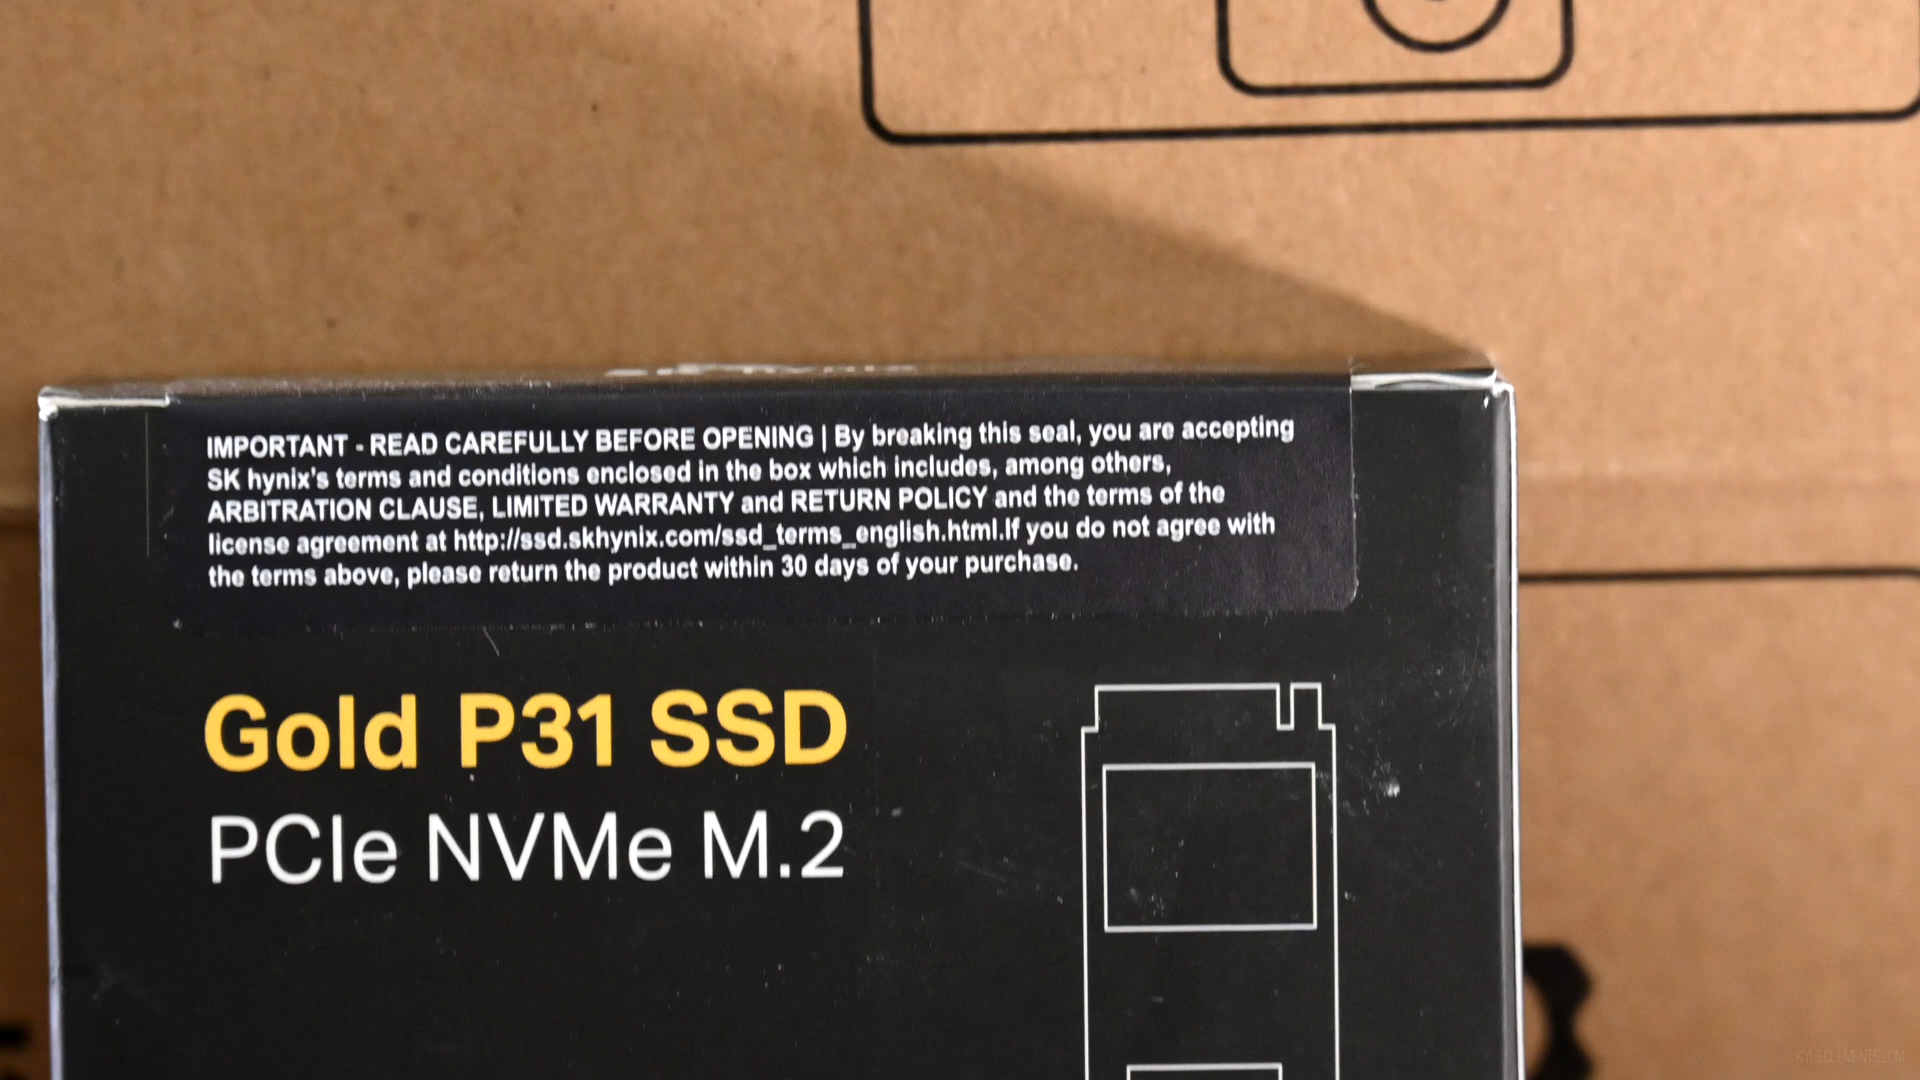 IMPORTANT - READ CAREFULLY BEFORE OPENING | By breaking this seal, you are accepting
SK hynix's terms and conditions enclosed in the box which includes, among others,
ARBITRATION CLAUSE, LIMITED WARRANTY and RETURN POLICY and the terms of the
license agreement at http://ssd.skhynix.com/ssd_terms_english.html.If you do not agree with
the terms above, please return the product within 30 days of your purchase.
Gold P31 SSD
PCIe NVMe M.2
KYLECLEMENTS.COM